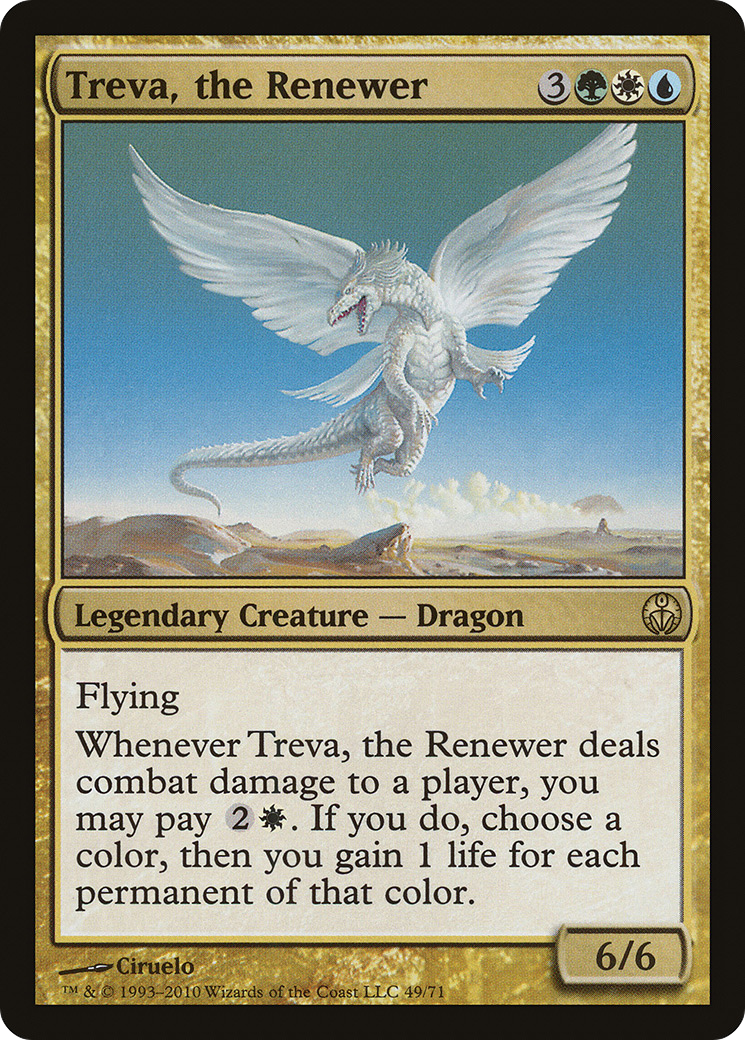 Treva, the Renewer 3
Legendary Creature — Dragon
Flying
Whenever Treva, the Renewer deals
combat damage to a player, you
may pay 2. If you do, choose a
color, then you gain 1 life for each
permanent of that color.
6/6
Ciruelo
™ & © 1993–2010 Wizards of the Coast LLC 49/71